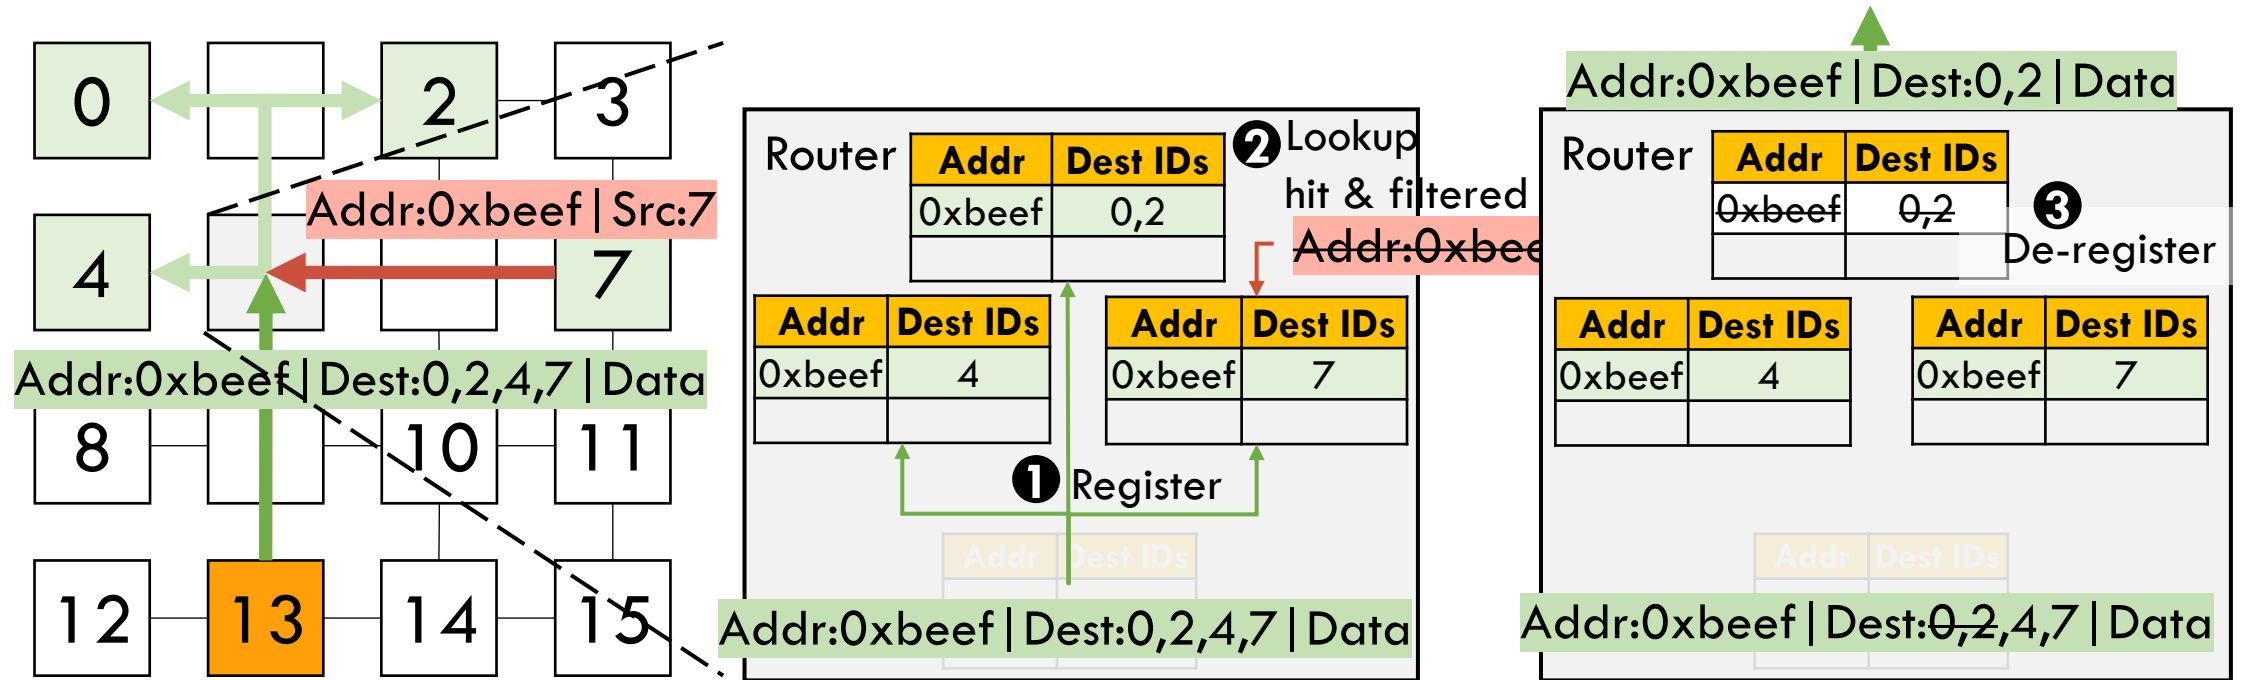 0
2
3
Addr:0xbeef|Src:7
4
7
Addr:0xbeef|Dest:0,2,4,7|Data
8
10
11
12
13
14
15
Router
Addr Dest IDs
0xbeef 0,2
❷ Lookup
hit & filtered
Addr:0xbee
Addr Dest IDs
0xbeef 4
Addr Dest IDs
0xbeef 7
❶ Register
Addr Dest IDs
Addr:0xbeef|Dest:0,2,4,7|Data
Addr:0xbeef|Dest:0,2|Data
Router
Addr Dest IDs
0xbeef 0,2
❸
De-register
Addr Dest IDs
0xbeef 4
Addr Dest IDs
0xbeef 7
Addr Dest IDs
Addr:0xbeef|Dest:0,2,4,7|Data